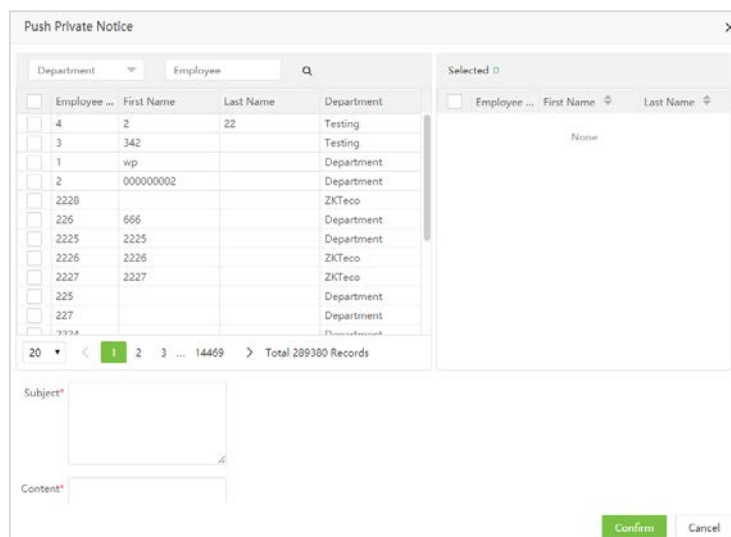 Push Private Notice
Department Employee
Employee ... First Name Last Name Department
4 2 22 Testing
3 342 Testing
1 wp Department
2 000000002 Department
2228 ZKTeco
226 666 Department
2225 2225 Department
2226 2226 ZKTeco
2227 2227 ZKTeco
225 Department
227 Department
2224 Department
20 1 2 3 ... 14469 Total 289380 Records
Selected 0
Employee ... First Name Last Name
None
Subject*
Content*
Confirm Cancel